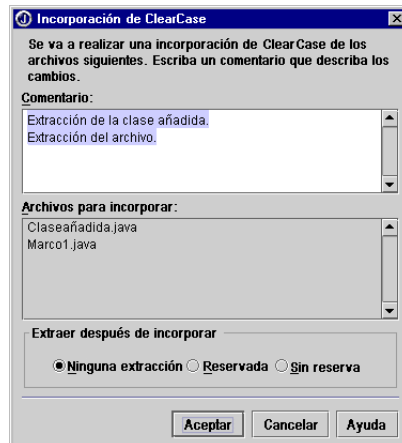 Incorporación de ClearCase
Se va a realizar una incorporación de ClearCase de los
archivos siguientes. Escriba un comentario que describa los
cambios.
Comentario:
Extracción de la clase añadida.
Extracción del archivo.
Archivos para incorporar:
Claseañadida.java
Marco1.java
Extraer después de incorporar
Ninguna extracción Reservada Sin reserva
Aceptar Cancelar Ayuda